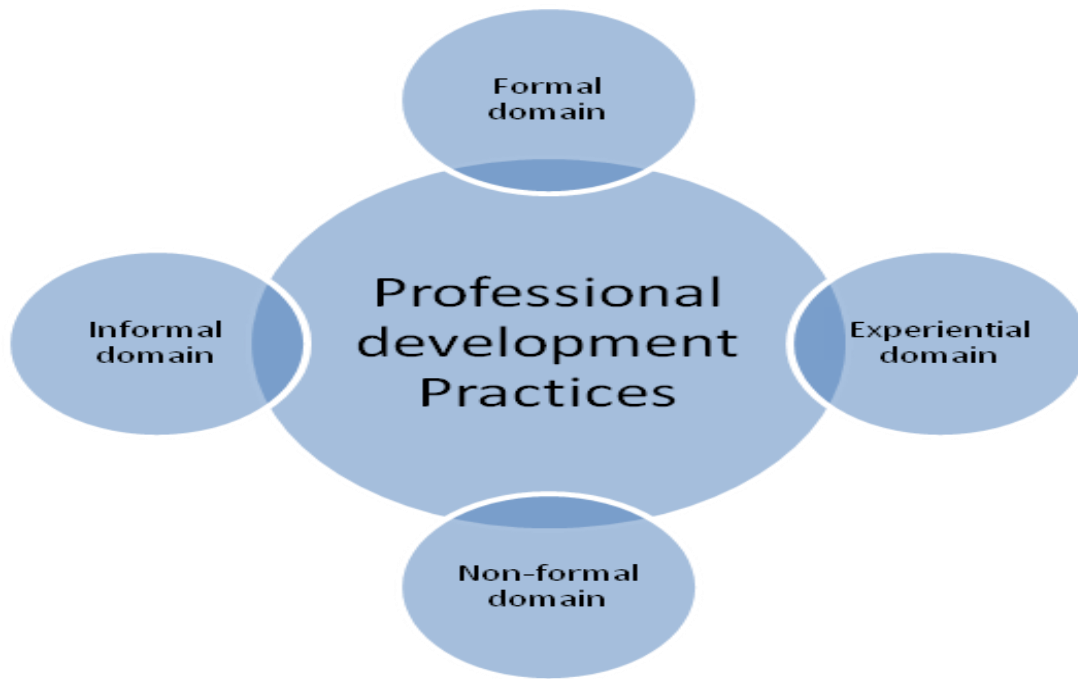 Formal
domain
Informal
domain
Professional
development
Practices
Experiential
domain
Non-formal
domain